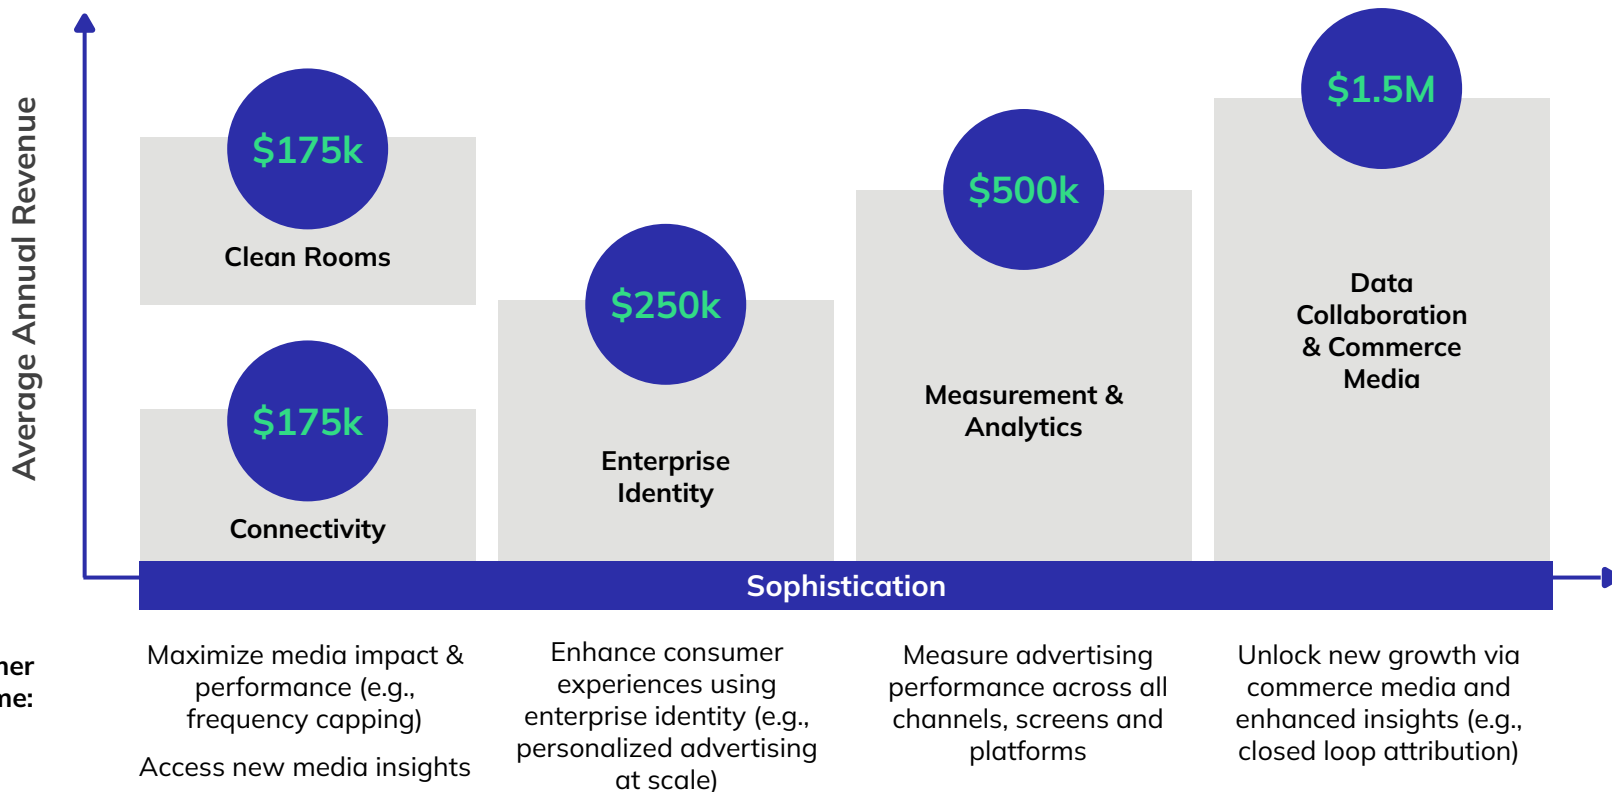 Average Annual Revenue
$175k
Clean Rooms
$175k
Connectivity
$250k
Enterprise
Identity
$500k
Measurement &
Analytics
$1.5M
Data
Collaboration
& Commerce
Media
Sophistication
Maximize media impact &
performance (e.g.,
frequency capping)
Access new media insights
Enhance consumer
experiences using
enterprise identity (e.g.,
personalized advertising
at scale)
Measure advertising
performance across all
channels, screens and
platforms
Unlock new growth via
commerce media and
enhanced insights (e.g.,
closed loop attribution)